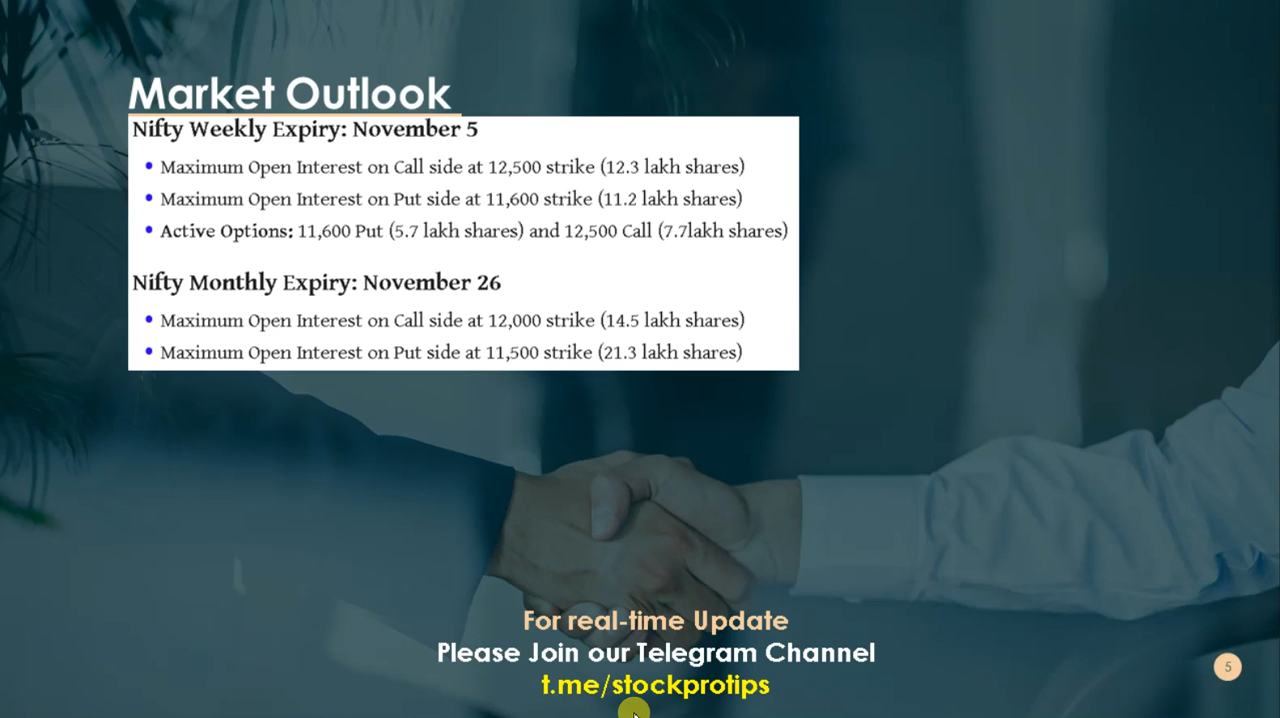 Market Outlook
Nifty Weekly Expiry: November 5
• Maximum Open Interest on Call side at 12,500 strike (12.3 lakh shares)
• Maximum Open Interest on Put side at 11,600 strike (11.2 lakh shares)
• Active Options: 11,600 Put (5.7 lakh shares) and 12,500 Call (7.7lakh shares)
Nifty Monthly Expiry: November 26
• Maximum Open Interest on Call side at 12,000 strike (14.5 lakh shares)
• Maximum Open Interest on Put side at 11,500 strike (21.3 lakh shares)
For real-time Update
Please Join our Telegram Channel
t.me/stockprotips
5